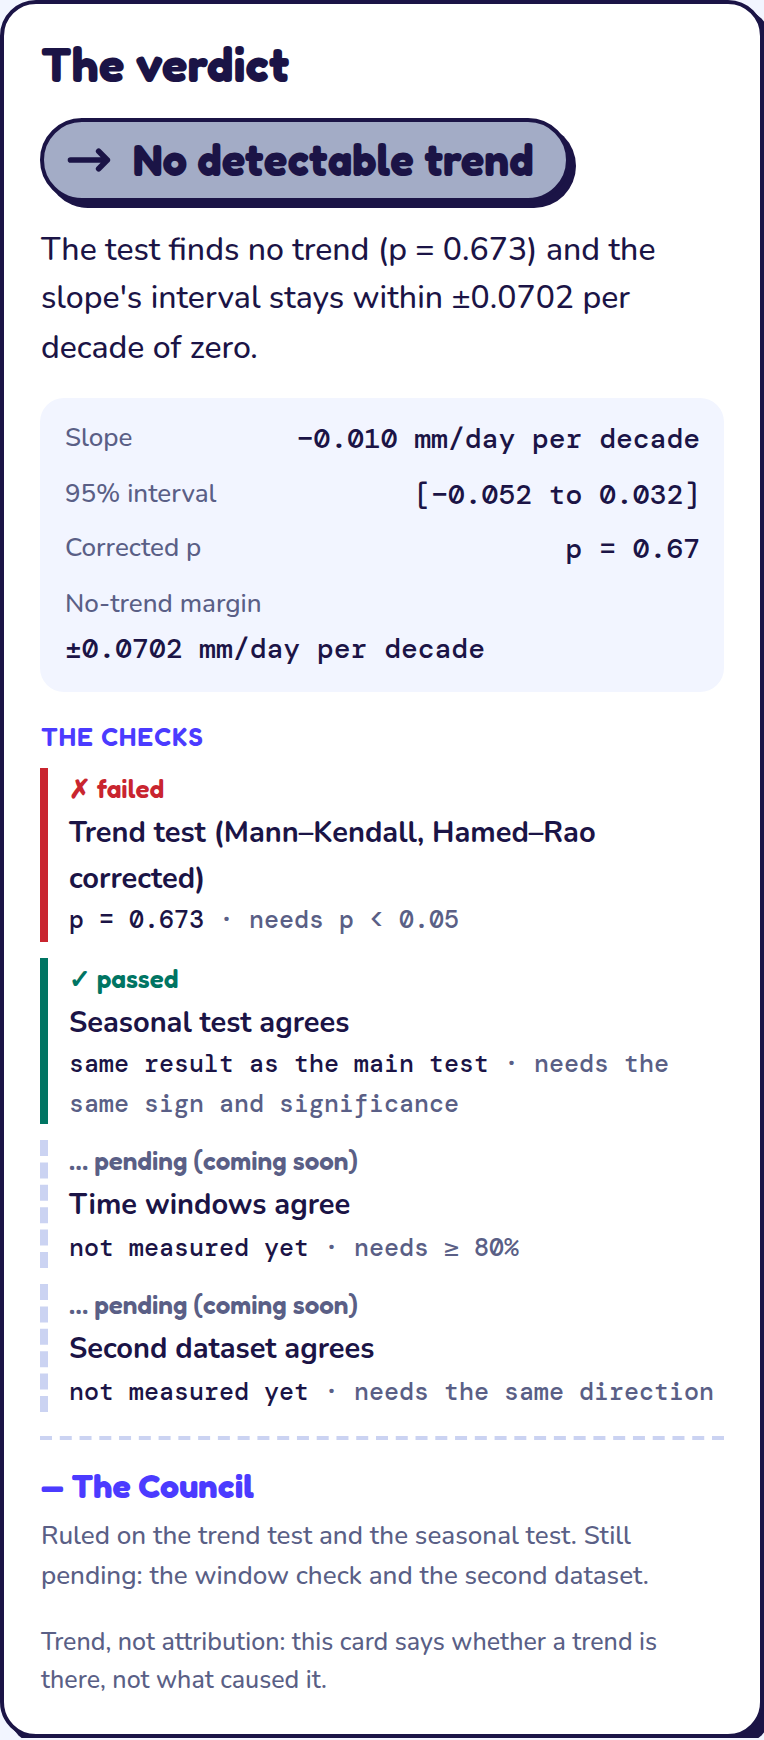 The verdict
→ No detectable trend
The test finds no trend (p = 0.673) and the
slope's interval stays within ±0.0702 per
decade of zero.
Slope −0.010 mm/day per decade
95% interval [−0.052 to 0.032]
Corrected p p = 0.67
No-trend margin
±0.0702 mm/day per decade
THE CHECKS
✗ failed
Trend test (Mann–Kendall, Hamed–Rao
corrected)
p = 0.673 · needs p < 0.05
✓ passed
Seasonal test agrees
same result as the main test · needs the
same sign and significance
… pending (coming soon)
Time windows agree
not measured yet · needs ≥ 80%
… pending (coming soon)
Second dataset agrees
not measured yet · needs the same direction
— The Council
Ruled on the trend test and the seasonal test. Still
pending: the window check and the second dataset.
Trend, not attribution: this card says whether a trend is
there, not what caused it.